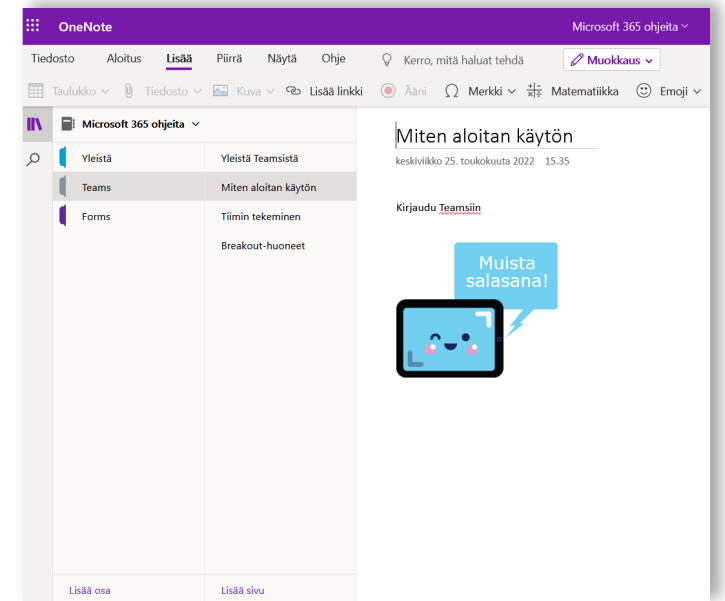 OneNote
Microsoft 365 ohjeita
Tiedosto Aloitus Lisää Piirrä Näytä Ohje Kerro, mitä haluat tehdä Muokkaus
Taulukko Tiedosto Kuva Lisää linkki Ääni Merkki Matematiikka Emoji
Microsoft 365 ohjeita
Yleistä
Teams
Forms
Lisää osa
Yleistä Teamsistä
Miten aloitan käytön
Tiimin tekeminen
Breakout-huoneet
Lisää sivu
Miten aloitan käytön
keskiviikko 25. toukokuuta 2022 15.35
Kirjaudu Teamsiin
Muista
salasana!